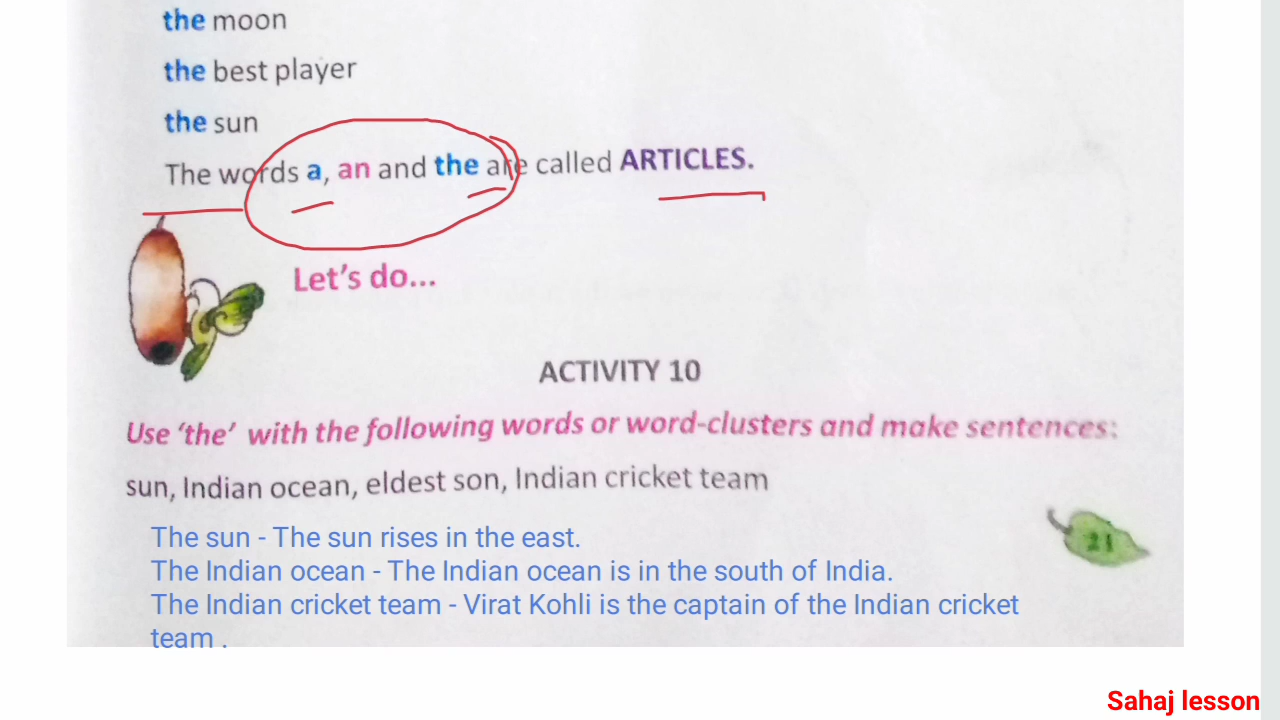 the moon
the best player
the sun
The words a, an and the are called ARTICLES.
Let's do...
ACTIVITY 10
Use 'the' with the following words or word-clusters and make sentences:
sun, Indian ocean, eldest son, Indian cricket team
21
The sun - The sun rises in the east.
The Indian ocean - The Indian ocean is in the south of India.
The Indian cricket team - Virat Kohli is the captain of the Indian cricket
team .
Sahaj lesson